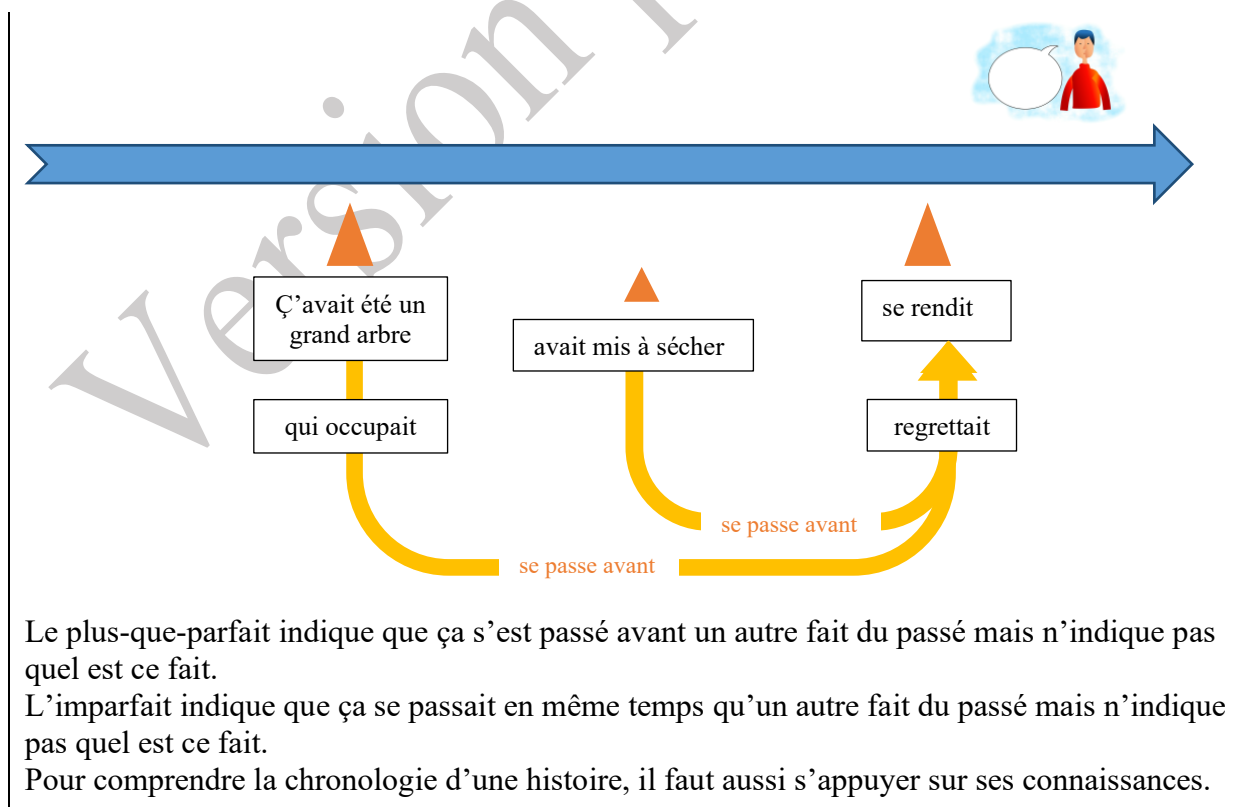 Version
Ç’avait été un
grand arbre
se rendit
avait mis à sécher
qui occupait
regrettait
se passe avant
se passe avant
Le plus-que-parfait indique que ça s’est passé avant un autre fait du passé mais n’indique pas
quel est ce fait.
L’imparfait indique que ça se passait en même temps qu’un autre fait du passé mais n’indique
pas quel est ce fait.
Pour comprendre la chronologie d’une histoire, il faut aussi s’appuyer sur ses connaissances.